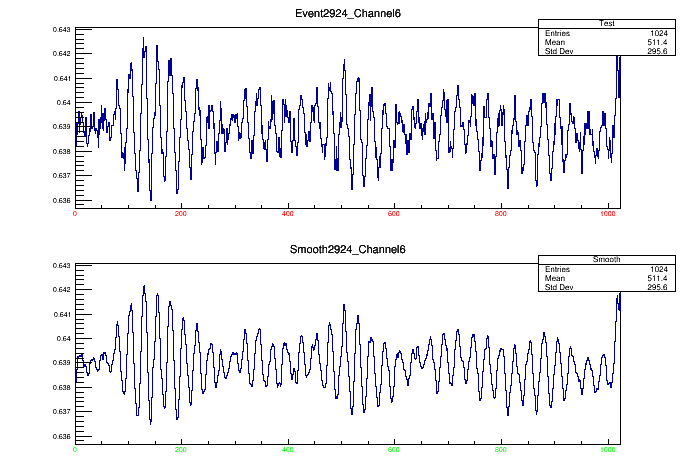 Event2924_Channel6
Test
Entries 1024
Mean 511.4
Std Dev 295.6
0.643
0.642
0.641
0.64
0.639
0.638
0.637
0.636
0 200 400 600 800 1000
Smooth2924_Channel6
Smooth
Entries 1024
Mean 511.4
Std Dev 295.6
0.643
0.642
0.641
0.64
0.639
0.638
0.637
0.636
0 200 400 600 800 1000